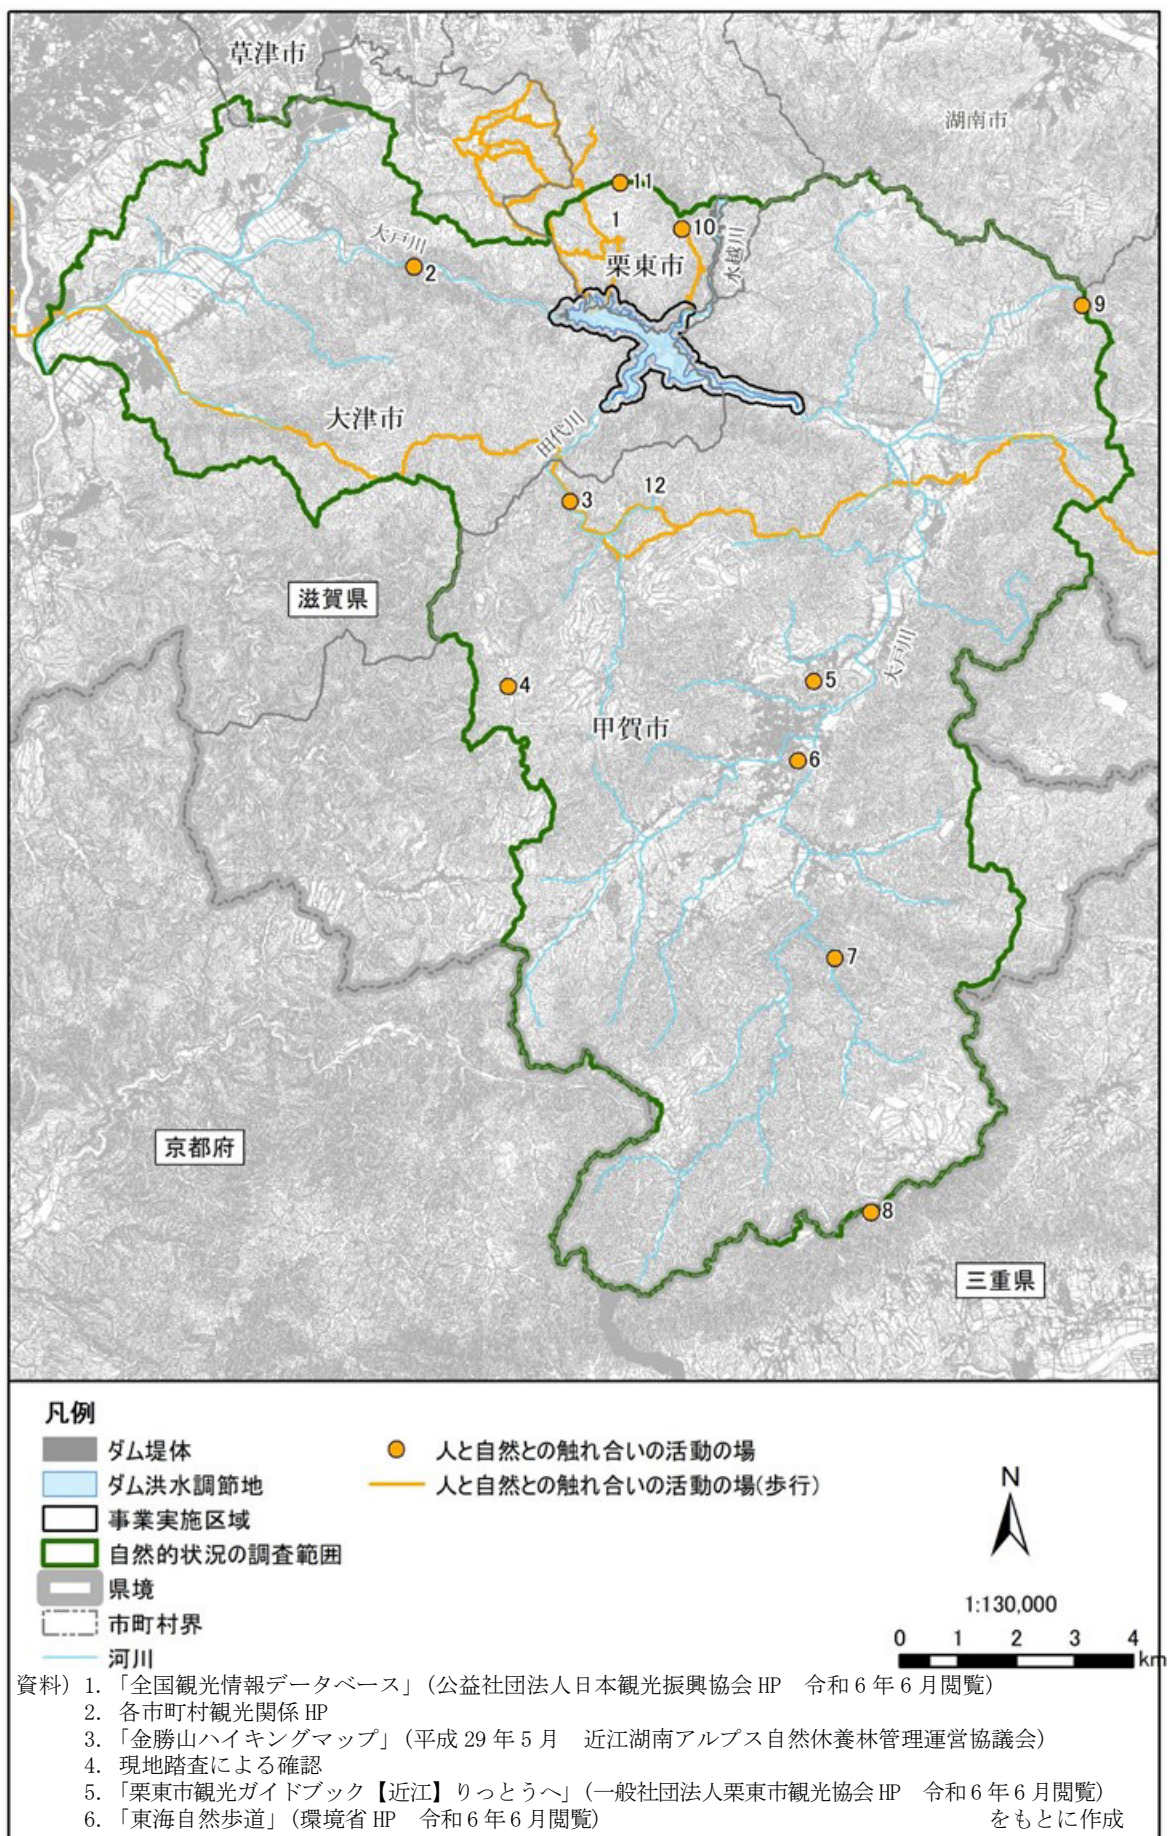 草津市
湖南市
11
1
10
大戸川
2
栗東市
水越川
9
大津市
田代川
3
12
滋賀県
大戸川
4
5
甲賀市
6
7
京都府
8
三重県
凡例
ダム堤体
ダム洪水調節地
事業実施区域
自然的状況の調査範囲
県境
市町村界
河川
人と自然との触れ合いの活動の場
人と自然との触れ合いの活動の場(歩行)
N
1:130,000
0 1 2 3 4
km
資料) 1. 「全国観光情報データベース」(公益社団法人日本観光振興協会 HP 令和 6 年 6 月閲覧)
2. 各市町村観光関係 HP
3. 「金勝山ハイキングマップ」(平成 29 年 5 月 近江湖南アルプス自然休養林管理運営協議会)
4. 現地踏査による確認
5. 「栗東市観光ガイドブック【近江】りっとうへ」(一般社団法人栗東市観光協会 HP 令和 6 年 6 月閲覧)
6. 「東海自然歩道」(環境省 HP 令和 6 年 6 月閲覧) をもとに作成